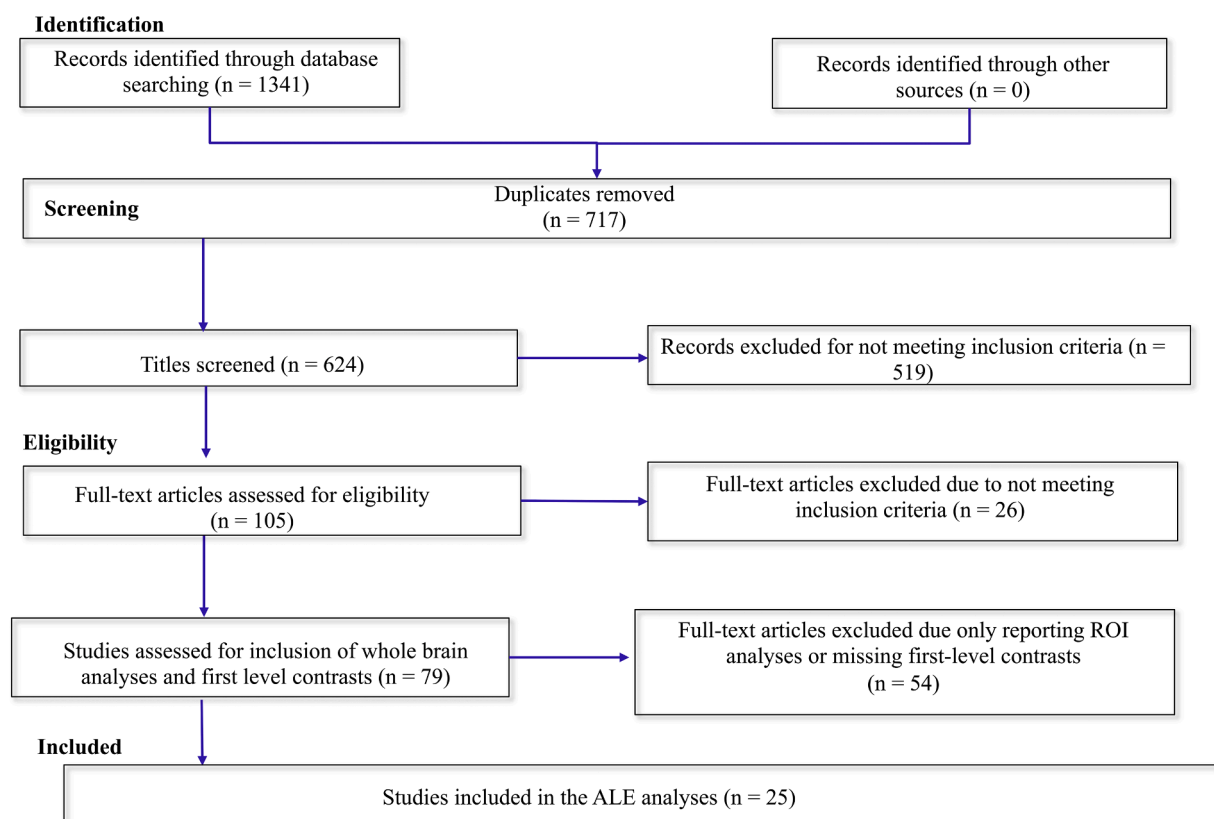 Identification
Records identified through database
searching (n = 1341)
Records identified through other
sources (n = 0)
Screening
Duplicates removed
(n = 717)
Titles screened (n = 624)
Records excluded for not meeting inclusion criteria (n =
519)
Eligibility
Full-text articles assessed for eligibility
(n = 105)
Full-text articles excluded due to not meeting
inclusion criteria (n = 26)
Studies assessed for inclusion of whole brain
analyses and first level contrasts (n = 79)
Full-text articles excluded due only reporting ROI
analyses or missing first-level contrasts
(n = 54)
Included
Studies included in the ALE analyses (n = 25)